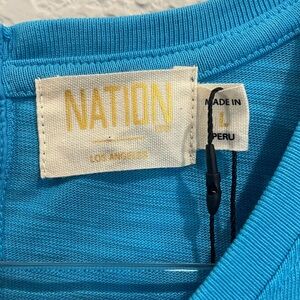 NATION
LOS ANGELES
MADE IN
L
PERU